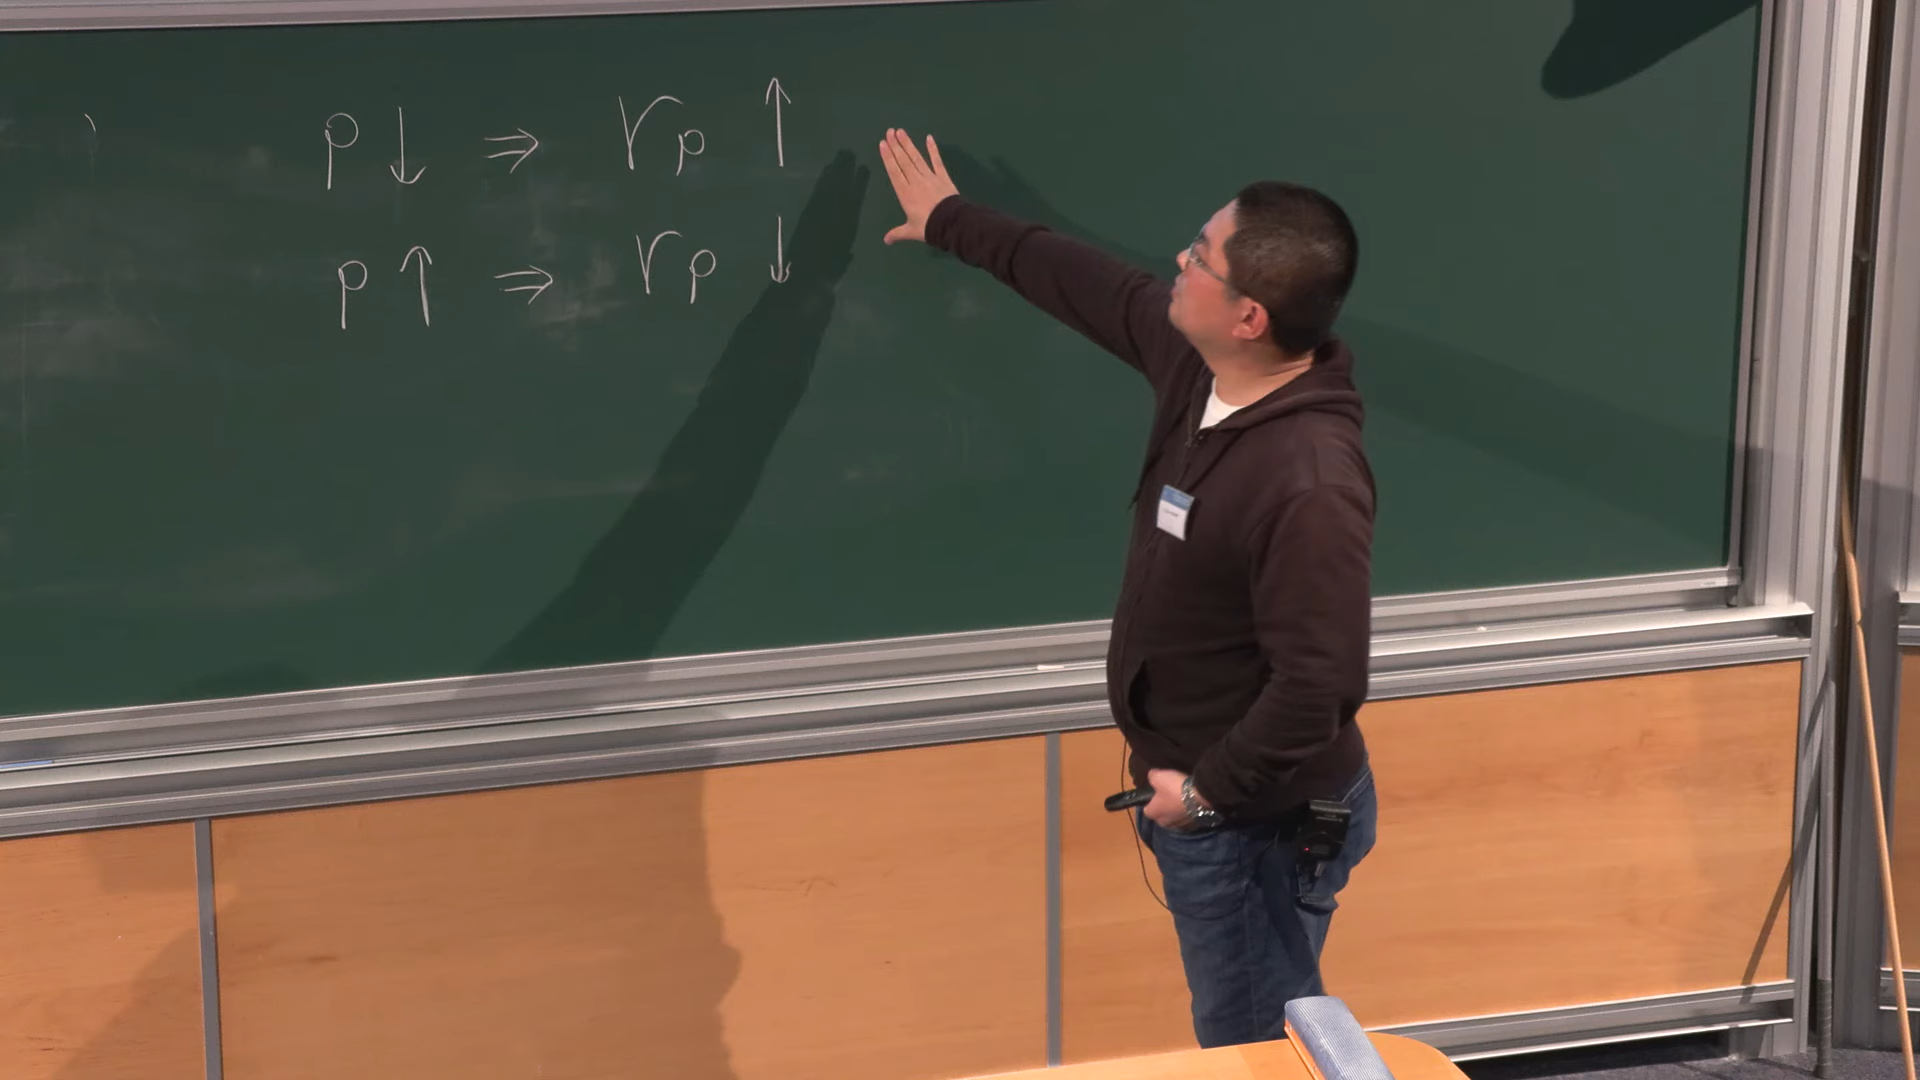 p ↓ ⇒ rp ↑
p ↑ ⇒ rp ↓